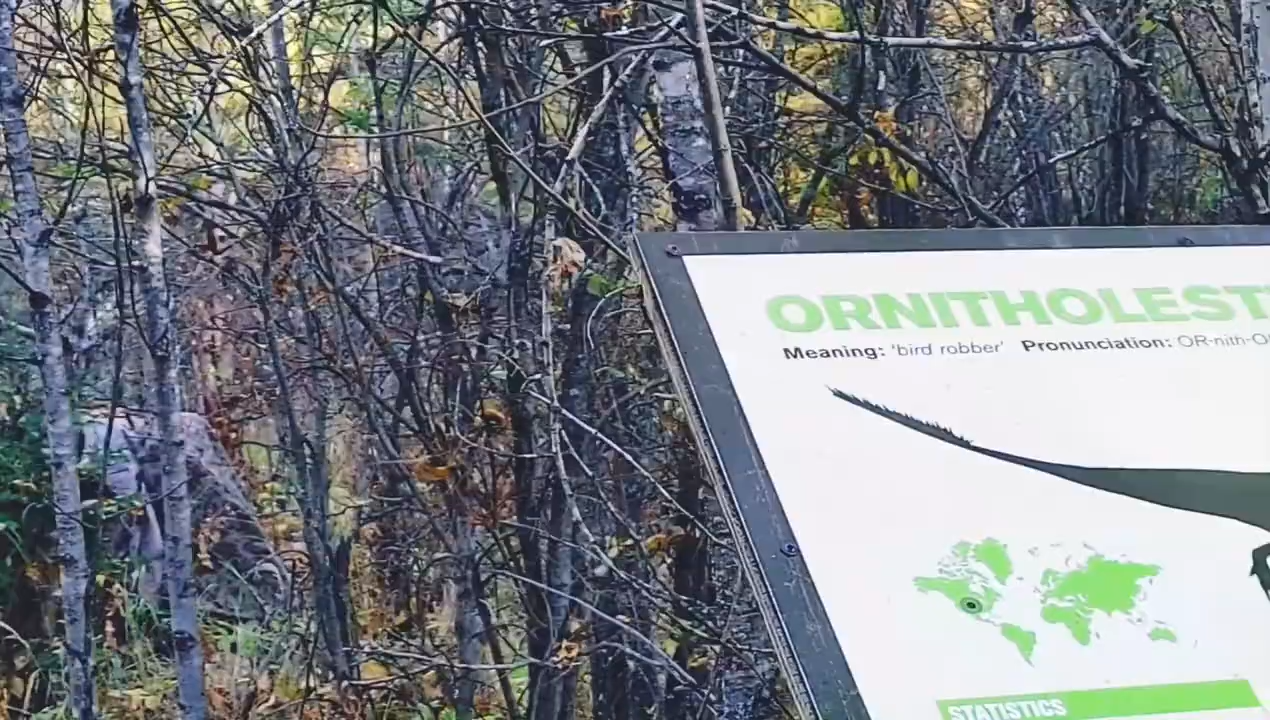 ORNITHOLEST
Meaning: 'bird robber' Pronunciation: OR-nith-O
STATISTICS